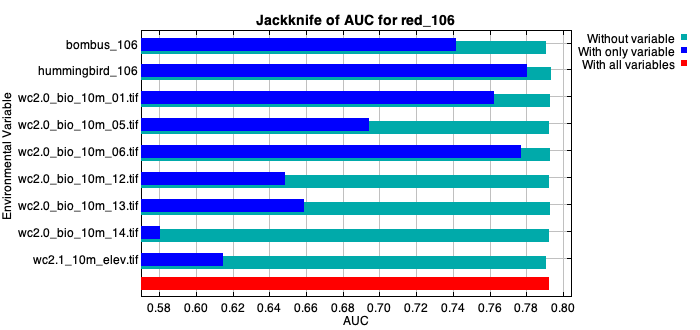 Jackknife of AUC for red_106
Without variable
With only variable
With all variables
Environmental Variable
bombus_106
hummingbird_106
wc2.0_bio_10m_01.tif
wc2.0_bio_10m_05.tif
wc2.0_bio_10m_06.tif
wc2.0_bio_10m_12.tif
wc2.0_bio_10m_13.tif
wc2.0_bio_10m_14.tif
wc2.1_10m_elev.tif
0.58 0.60 0.62 0.64 0.66 0.68 0.70 0.72 0.74 0.76 0.78 0.80
AUC